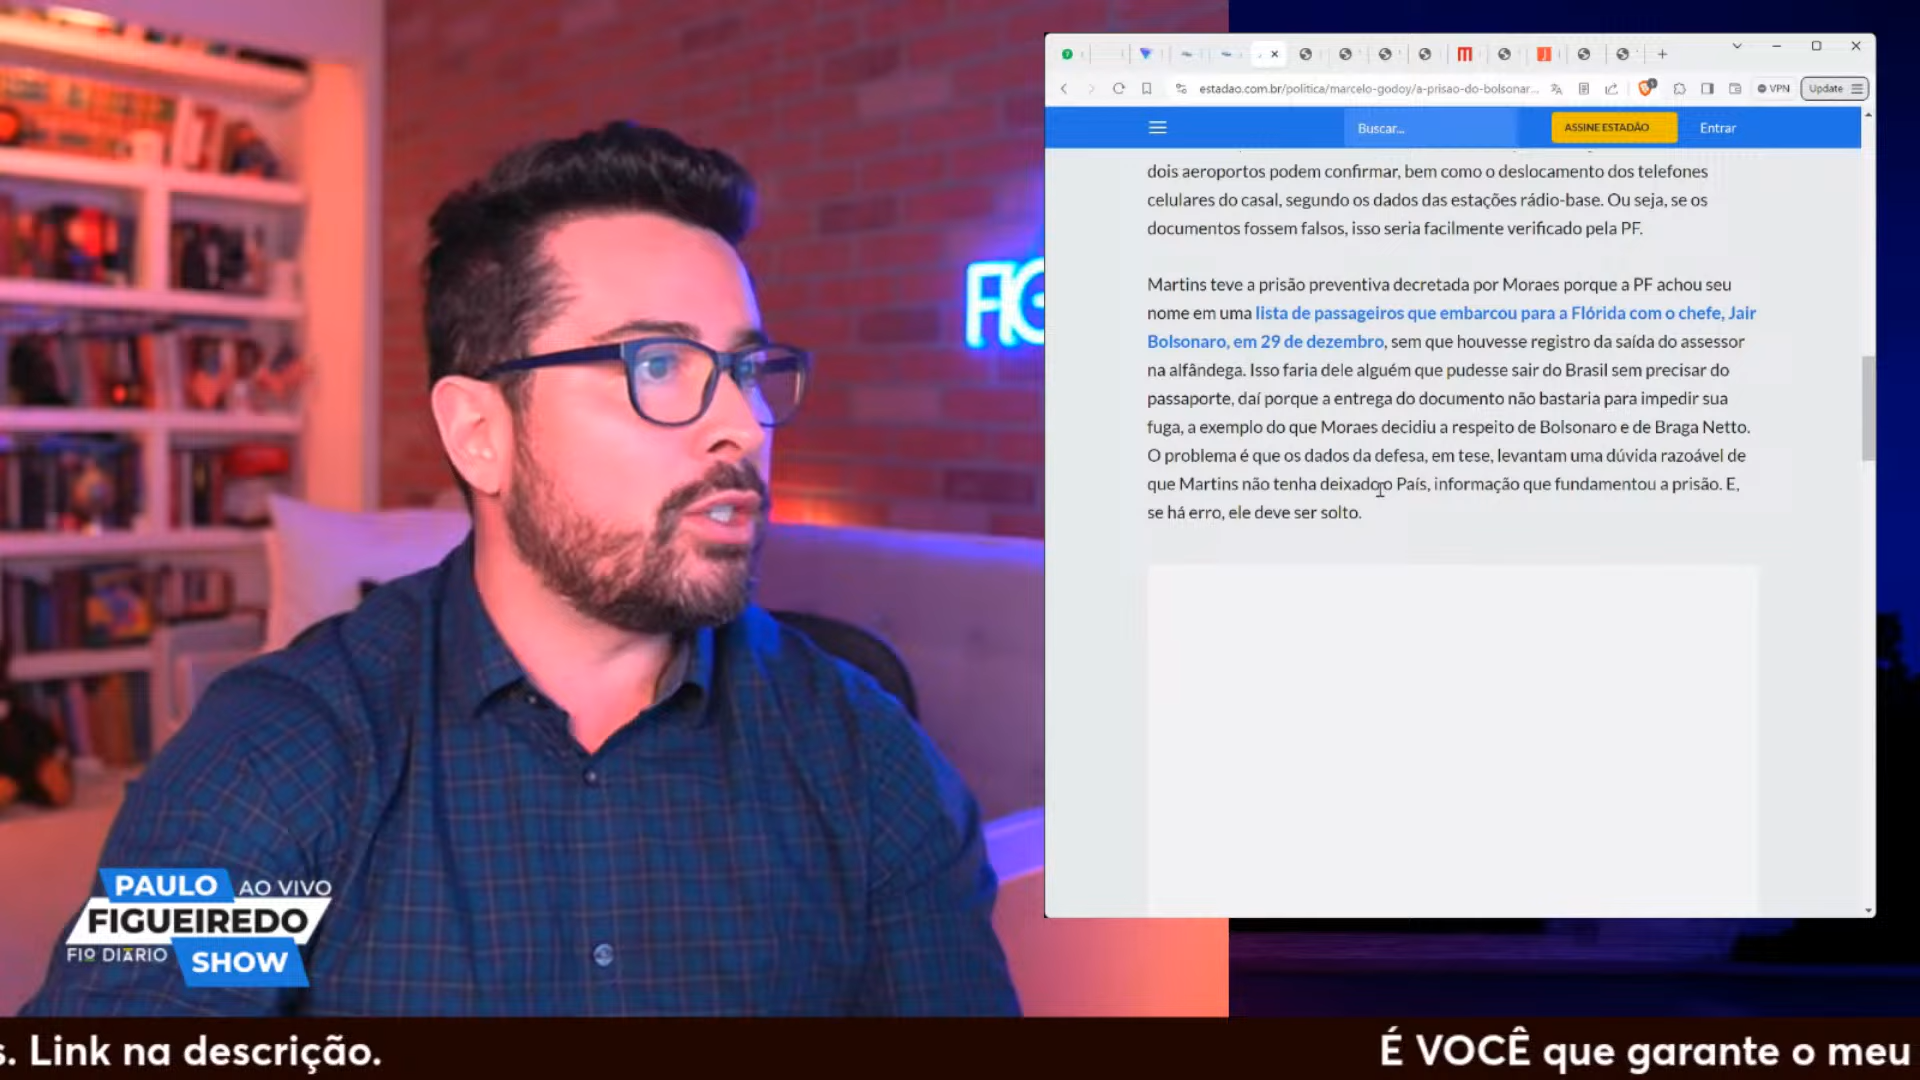 FIG
estadao.com.br/politica/marcelo-godoy/a-prisao-do-bolsonar...
VPN
Update
Buscar...
ASSINE ESTADÃO
Entrar
dois aeroportos podem confirmar, bem como o deslocamento dos telefones
celulares do casal, segundo os dados das estações rádio-base. Ou seja, se os
documentos fossem falsos, isso seria facilmente verificado pela PF.
Martins teve a prisão preventiva decretada por Moraes porque a PF achou seu
nome em uma lista de passageiros que embarcou para a Flórida com o chefe, Jair
Bolsonaro, em 29 de dezembro, sem que houvesse registro da saída do assessor
na alfândega. Isso faria dele alguém que pudesse sair do Brasil sem precisar do
passaporte, daí porque a entrega do documento não bastaria para impedir sua
fuga, a exemplo do que Moraes decidiu a respeito de Bolsonaro e de Braga Netto.
O problema é que os dados da defesa, em tese, levantam uma dúvida razoável de
que Martins não tenha deixado o País, informação que fundamentou a prisão. E,
se há erro, ele deve ser solto.
PAULO AO VIVO
FIGUEIREDO
FIO DIÁRIO SHOW
s. Link na descrição.
É VOCÊ que garante o meu